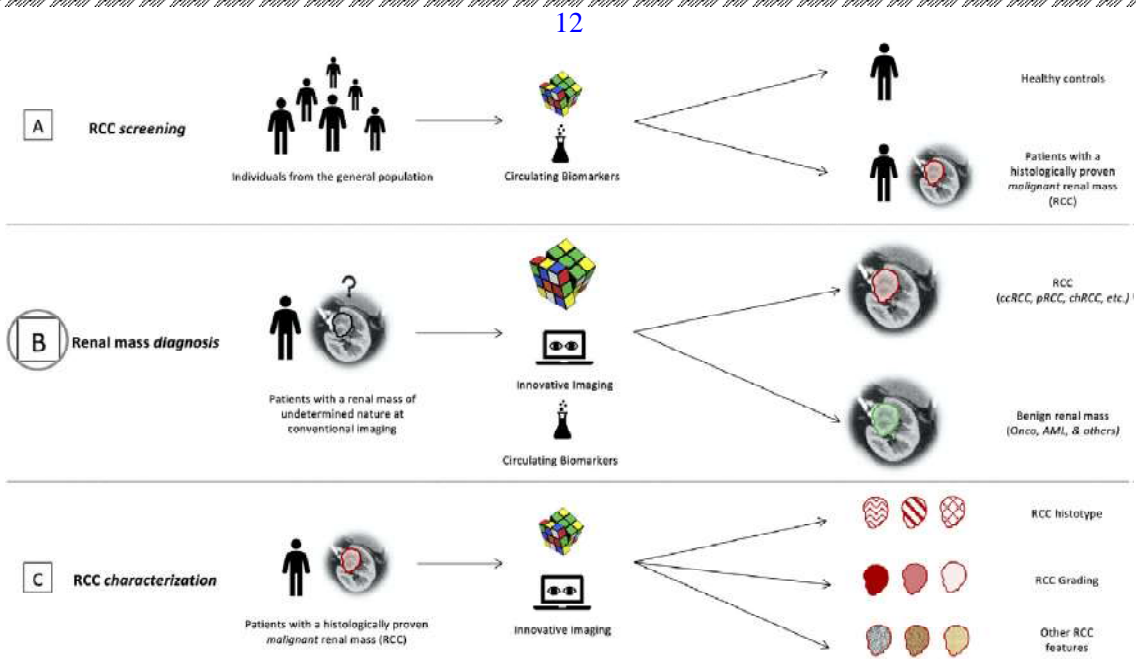 12
A
RCC screening
Individuals from the general population
Circulating Biomarkers
Healthy controls
Patients with a
histologically proven
malignant renal mass
(RCC)
B
Renal mass diagnosis
?
Patients with a renal mass of
undetermined nature at
conventional imaging
Innovative Imaging
Circulating Biomarkers
RCC
(ccRCC, pRCC, chRCC, etc.)
Benign renal mass
(Onco, AML, & others)
C
RCC characterization
Patients with a histologically proven
malignant renal mass (RCC)
Innovative Imaging
RCC histotype
RCC Grading
Other RCC
features